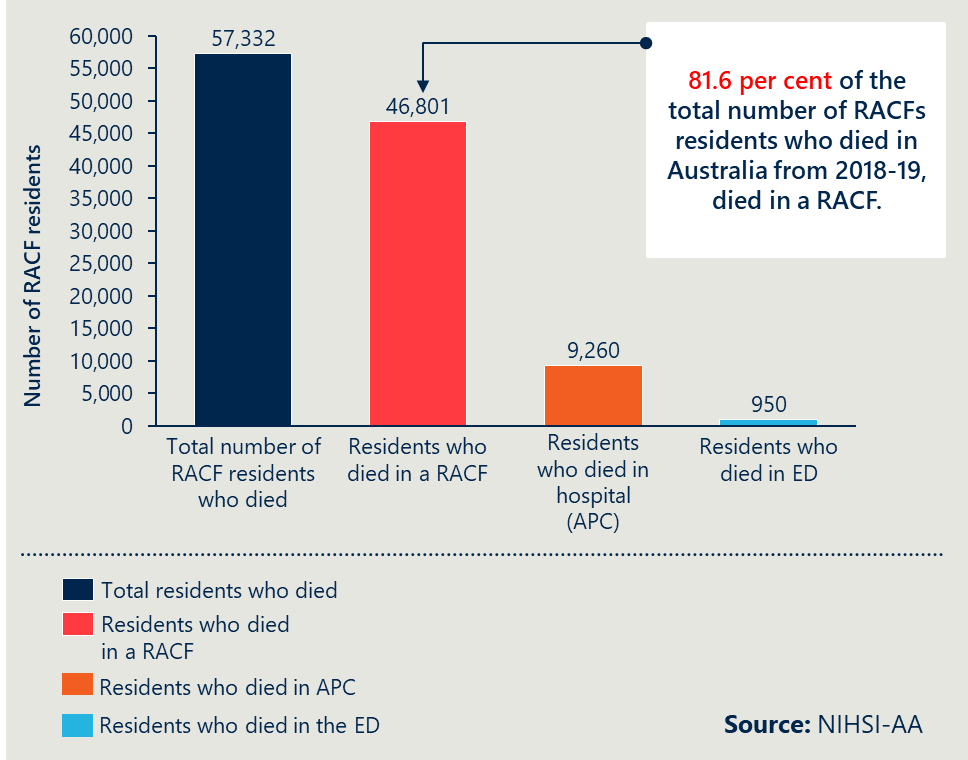 60,000
55,000
50,000
45,000
40,000
35,000
30,000
25,000
20,000
15,000
10,000
5,000
0
Number of RACF residents
57,332
46,801
9,260
950
81.6 per cent of the
total number of RACFs
residents who died in
Australia from 2018-19,
died in a RACF.
Total number of
RACF residents
who died
Residents who
died in a RACF
Residents
who died in
hospital
(APC)
Residents who
died in ED
Total residents who died
Residents who died
in a RACF
Residents who died in APC
Residents who died in the ED
Source: NIHSI-AA